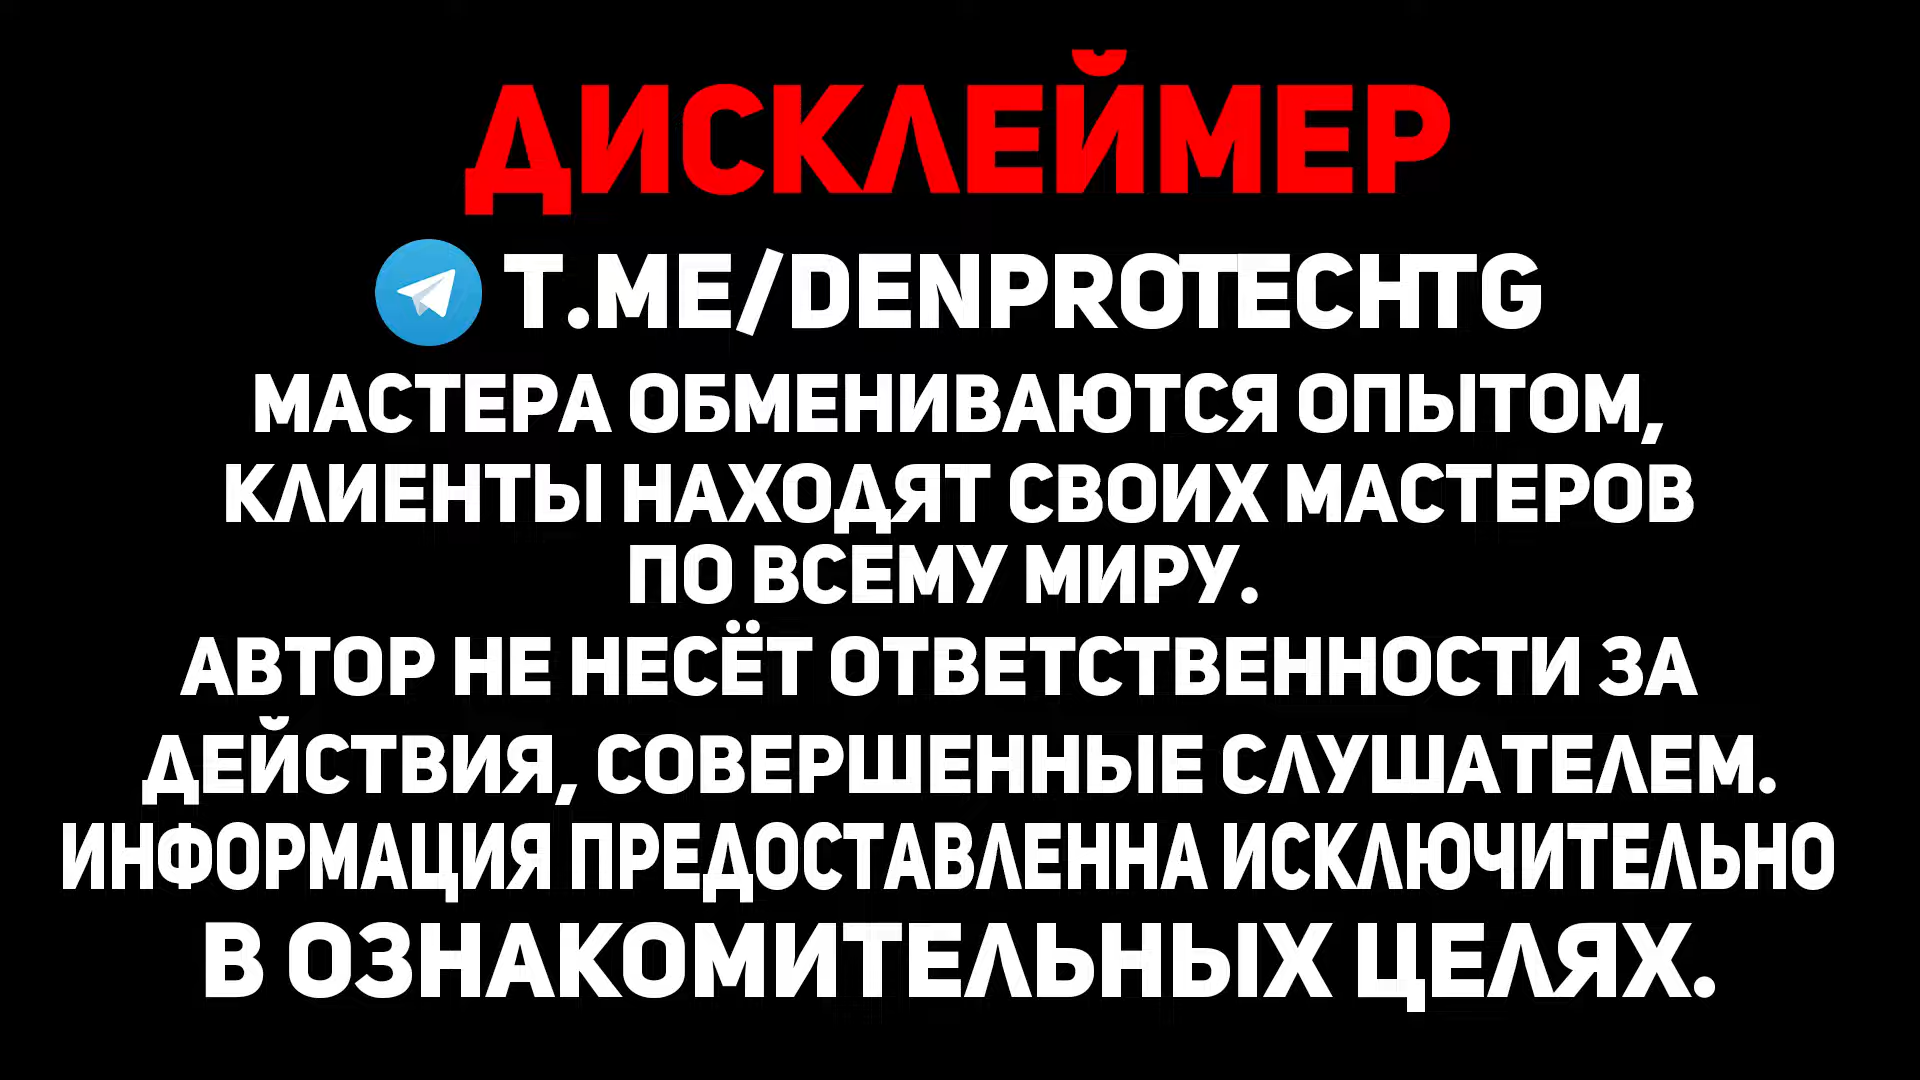 ДИСКЛЕЙМЕР
T.ME/DENPROTECHTG
МАСТЕРА ОБМЕНИВАЮТСЯ ОПЫТОМ,
КЛИЕНТЫ НАХОДЯТ СВОИХ МАСТЕРОВ
ПО ВСЕМУ МИРУ.
АВТОР НЕ НЕСЁТ ОТВЕТСТВЕННОСТИ ЗА
ДЕЙСТВИЯ, СОВЕРШЕННЫЕ СЛУШАТЕЛЕМ.
ИНФОРМАЦИЯ ПРЕДОСТАВЛЕННА ИСКЛЮЧИТЕЛЬНО
В ОЗНАКОМИТЕЛЬНЫХ ЦЕЛЯХ.